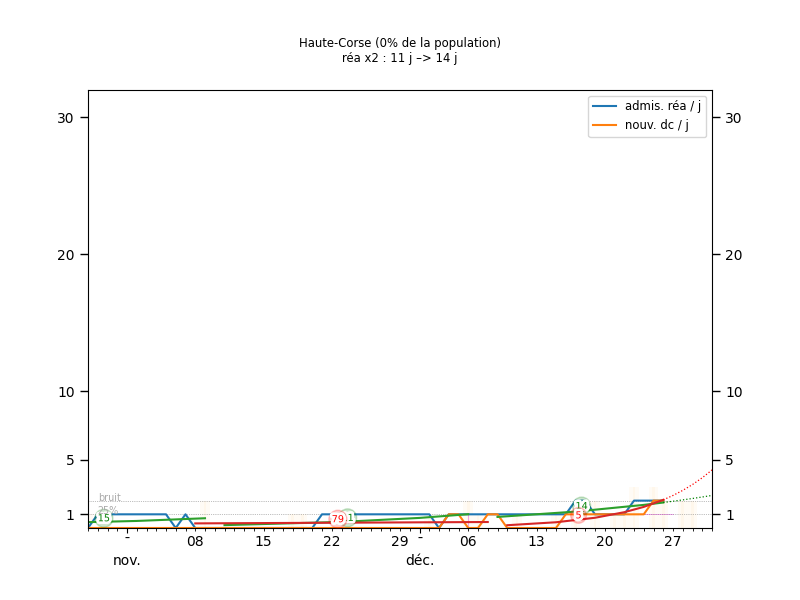 Haute-Corse (0% de la population)
réa x2 : 11 j –> 14 j
admis. réa / j
nouv. dc / j
30 30
20 20
10 10
5 5
bruit
25%
15 79 1 14 5
1 1
- 08 15 22 29 - 06 13 20 27
nov. déc.